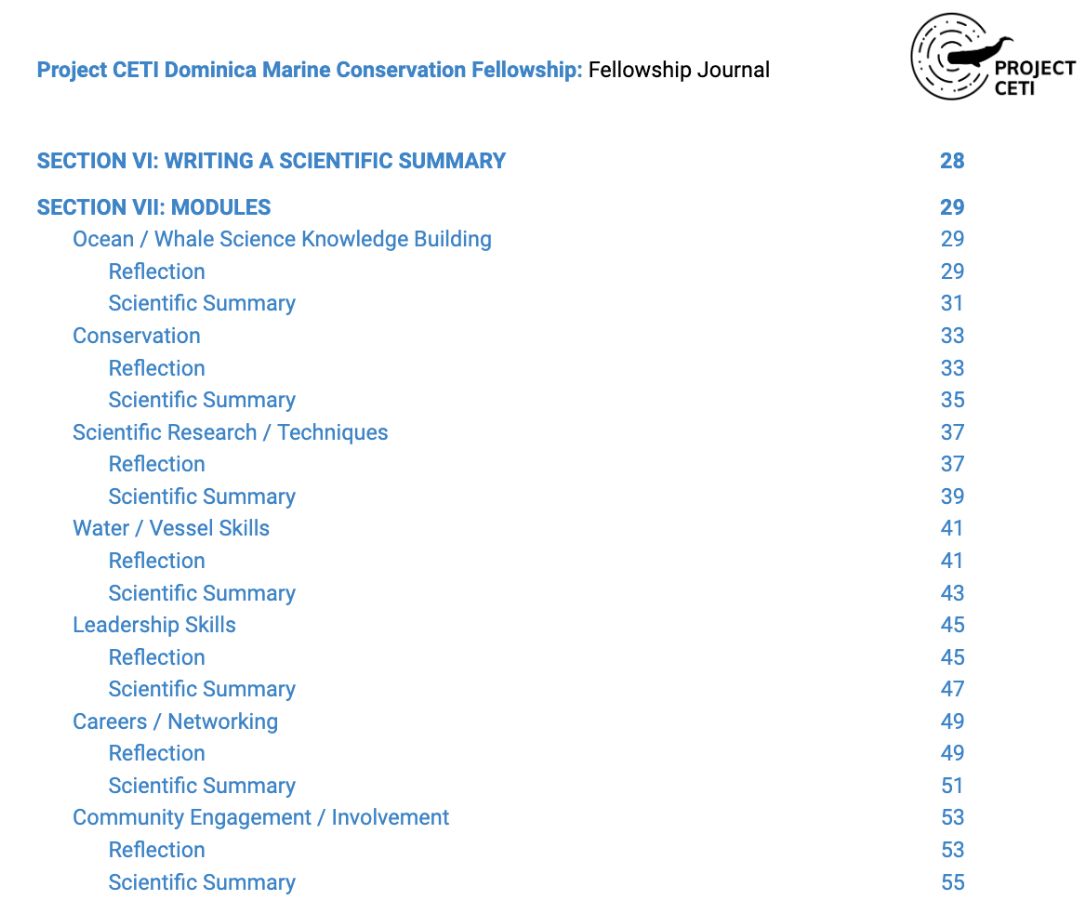 Project CETI Dominica Marine Conservation Fellowship: Fellowship Journal
PROJECT
CETI
SECTION VI: WRITING A SCIENTIFIC SUMMARY 28
SECTION VII: MODULES 29
Ocean / Whale Science Knowledge Building 29
Reflection 29
Scientific Summary 31
Conservation 33
Reflection 33
Scientific Summary 35
Scientific Research / Techniques 37
Reflection 37
Scientific Summary 39
Water / Vessel Skills 41
Reflection 41
Scientific Summary 43
Leadership Skills 45
Reflection 45
Scientific Summary 47
Careers / Networking 49
Reflection 49
Scientific Summary 51
Community Engagement / Involvement 53
Reflection 53
Scientific Summary 55